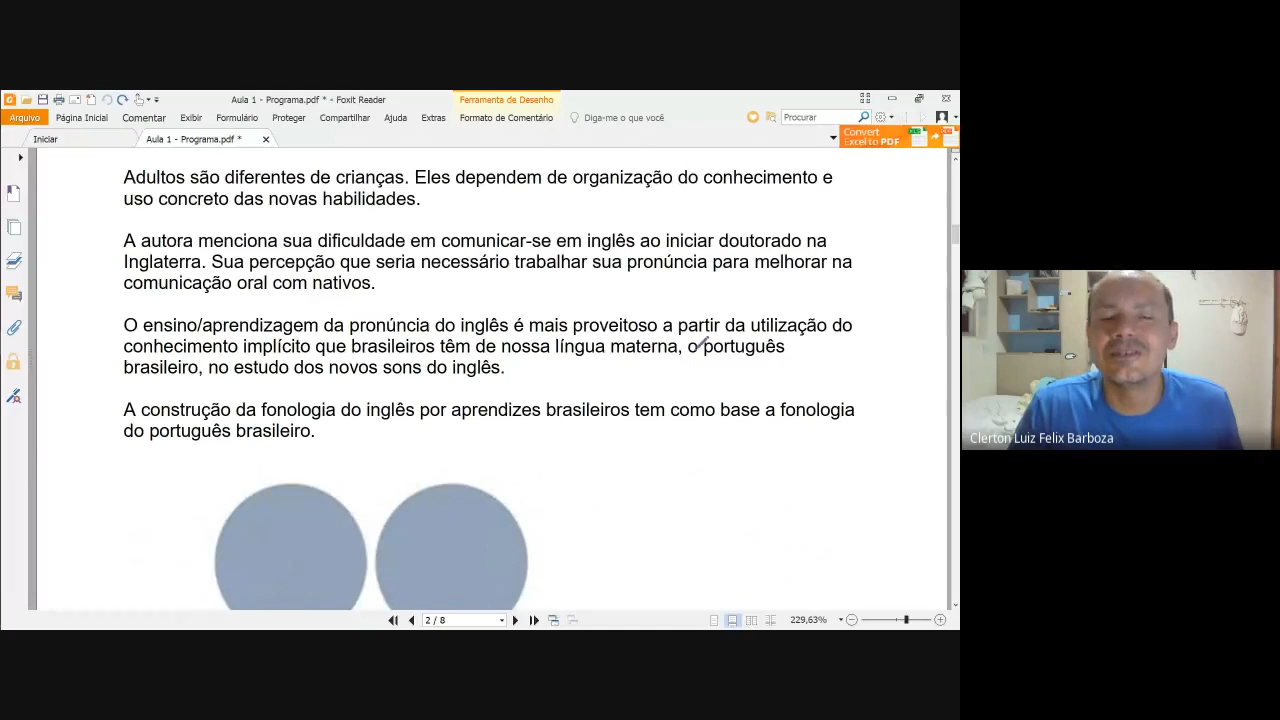 Aula 1 - Programa.pdf * - Foxit Reader
Ferramenta de Desenho
Arquivo Página Inicial Comentar Exibir Formulário Proteger Compartilhar Ajuda Extras Formato de Comentário Diga-me o que você Procurar
Iniciar Aula 1 - Programa.pdf *
Convert
Excel to PDF
Adultos são diferentes de crianças. Eles dependem de organização do conhecimento e
uso concreto das novas habilidades.
A autora menciona sua dificuldade em comunicar-se em inglês ao iniciar doutorado na
Inglaterra. Sua percepção que seria necessário trabalhar sua pronúncia para melhorar na
comunicação oral com nativos.
O ensino/aprendizagem da pronúncia do inglês é mais proveitoso a partir da utilização do
conhecimento implícito que brasileiros têm de nossa língua materna, o português
brasileiro, no estudo dos novos sons do inglês.
A construção da fonologia do inglês por aprendizes brasileiros tem como base a fonologia
do português brasileiro.
2 / 8
229,63%
Clerton Luiz Felix Barboza